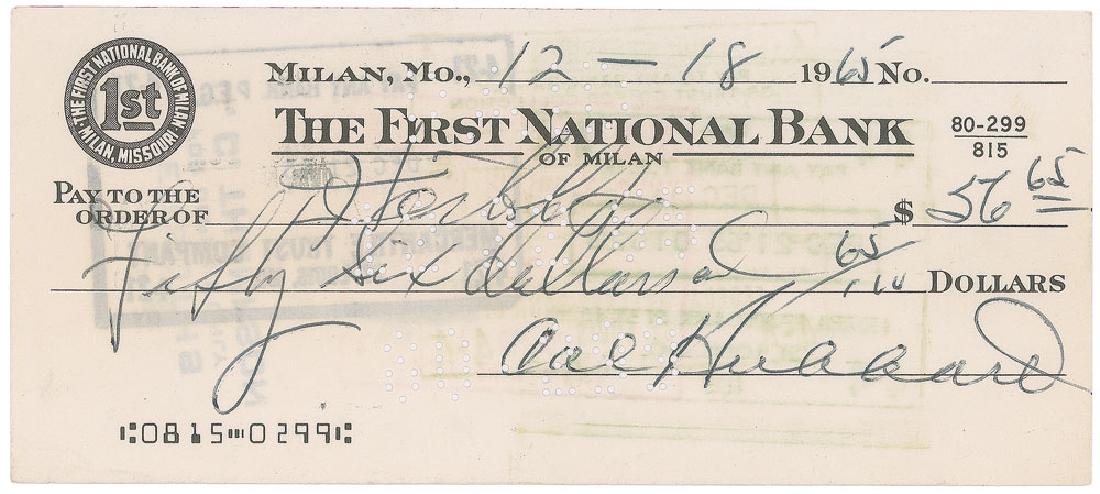 THE FIRST NATIONAL BANK OF MILAN
1st
MILAN, MISSOURI
MILAN, MO., 12 - 18 1965 No.
THE FIRST NATIONAL BANK
OF MILAN
80-299
815
PAY TO THE
ORDER OF $ 56 65
Fifty six dollars and 65/100 DOLLARS
Cal Hubbard
⑆0815⑉0299⑆